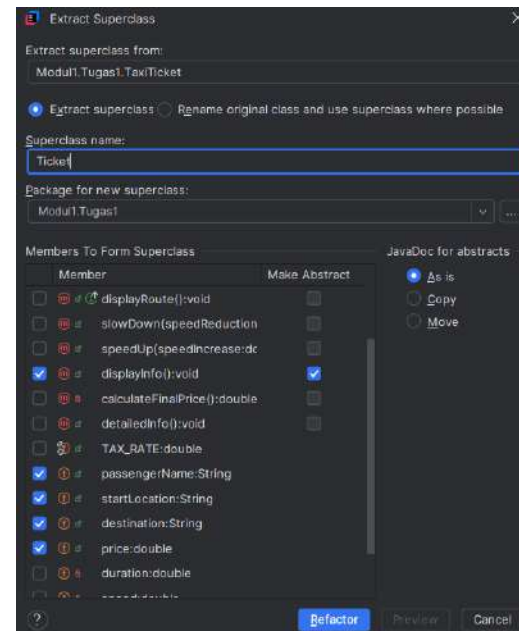 Extract Superclass
Extract superclass from:
Modul1.Tugas1.TaxiTicket
Extract superclass
Rename original class and use superclass where possible
Superclass name:
Ticket
Package for new superclass:
Modul1.Tugas1
...
Members To Form Superclass
JavaDoc for abstracts
Member
Make Abstract
As is
displayRoute():void
Copy
slowDown(speedReduction
Move
speedUp(speedIncrease:dc
displayInfo():void
calculateFinalPrice():double
detailedInfo():void
TAX_RATE:double
passengerName:String
startLocation:String
destination:String
price:double
duration:double
?
Refactor
Preview
Cancel